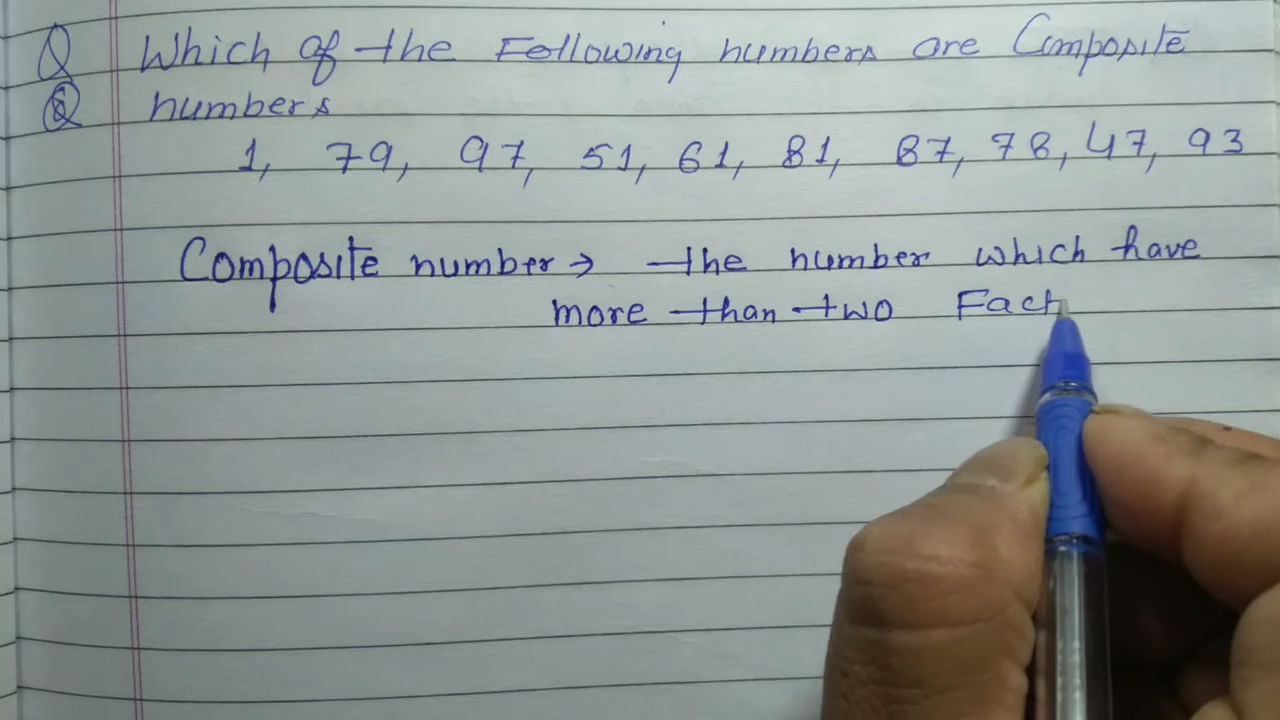 Q Which of the Following numbers are Composite
Q numbers
1, 79, 97, 51, 61, 81, 87, 78, 47, 93
Composite number → the number which have
more than two Fact